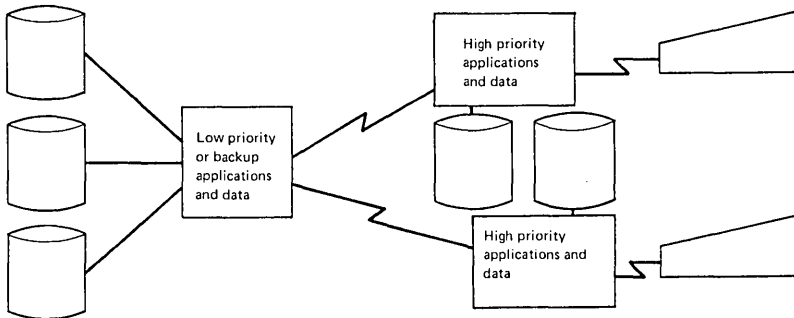 High priority
applications
and data
Low priority
or backup
applications
and data
High priority
applications and
data